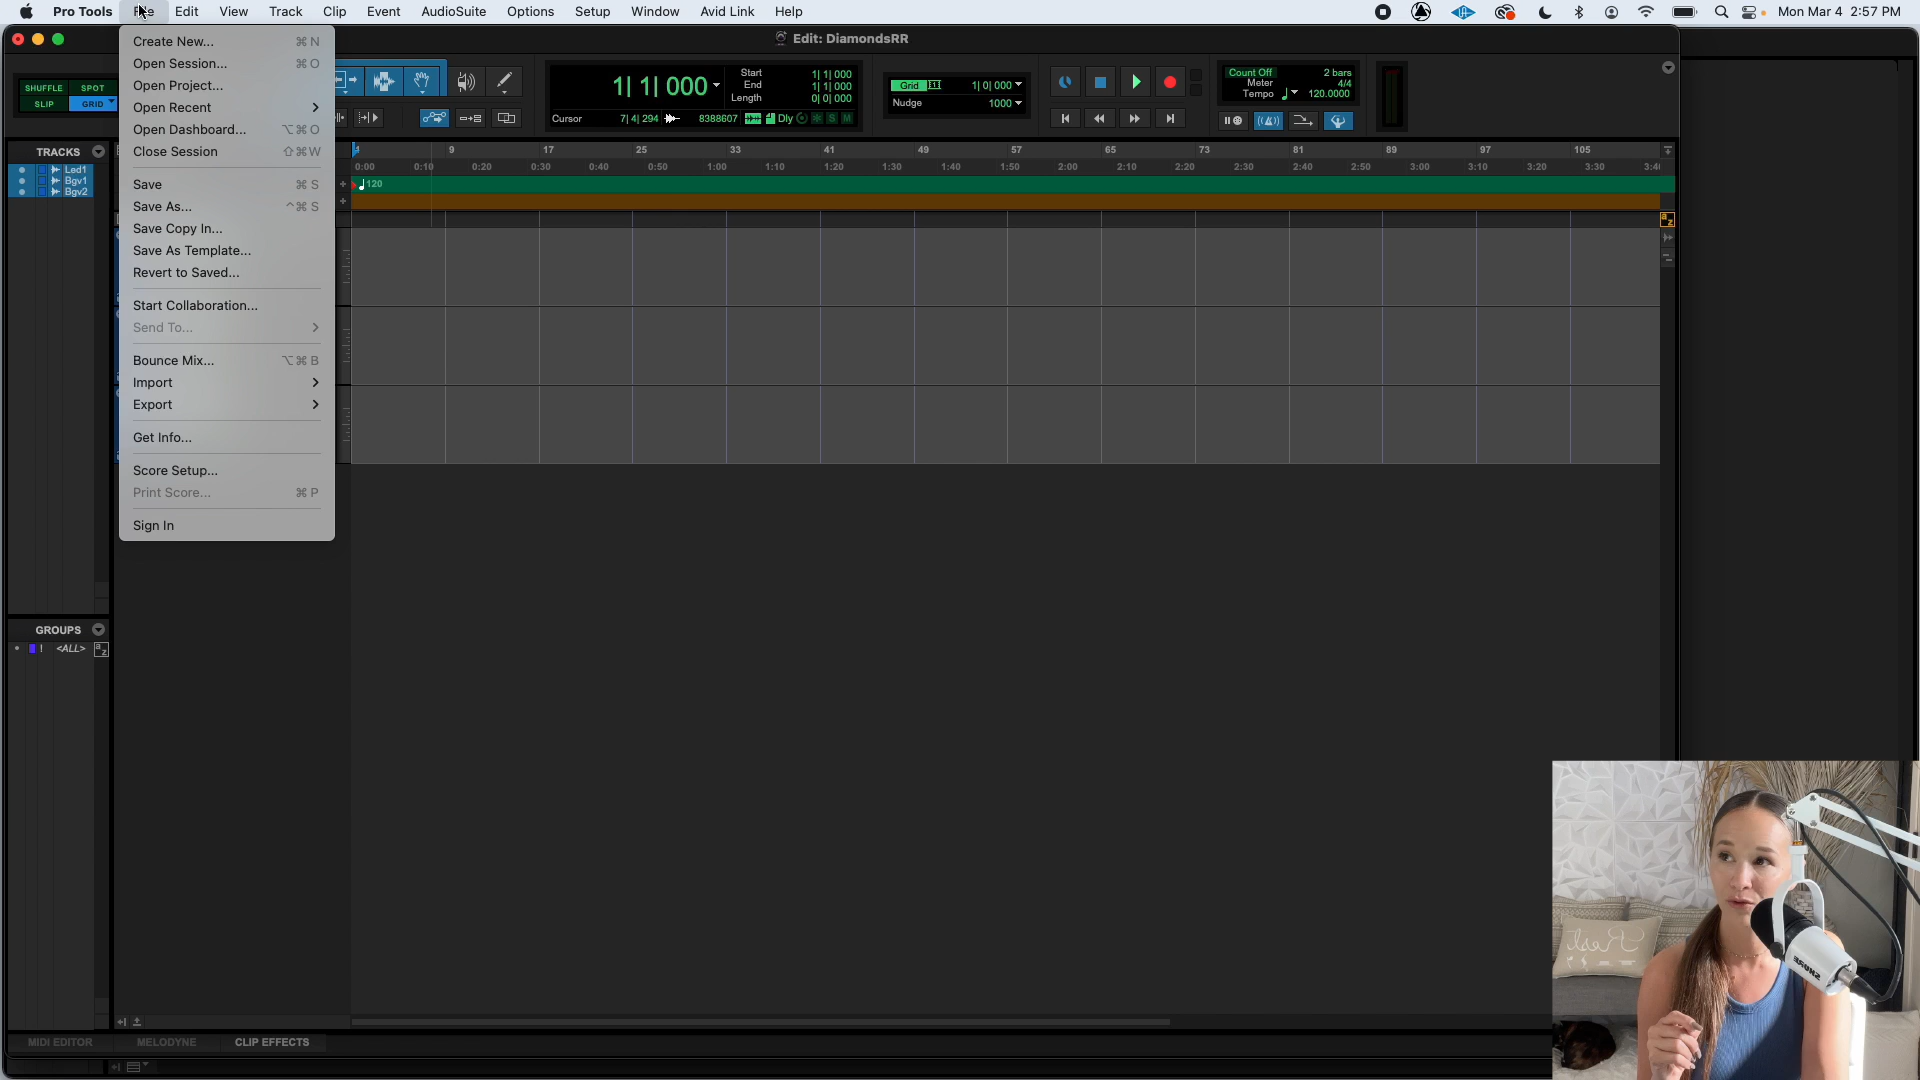 Pro Tools File Edit View Track Clip Event AudioSuite Options Setup Window Avid Link Help Mon Mar 4 2:57 PM
Edit: DiamondsRR
Create New... ⌘ N
Open Session... ⌘ O
Open Project...
Open Recent
Open Dashboard... ⌥⌘ O
Close Session ⇧⌘ W
Save ⌘ S
Save As... ^⌘ S
Save Copy In...
Save As Template...
Revert to Saved...
Start Collaboration...
Send To...
Bounce Mix... ⌥⌘ B
Import
Export
Get Info...
Score Setup...
Print Score... ⌘ P
Sign In
SHUFFLE SPOT
SLIP GRID
1| 1| 000
Start 1| 1| 000
End 1| 1| 000
Length 0| 0| 000
Cursor 7| 4| 294 8388607 Dly S M
Grid 1| 0| 000
Nudge 1000
Count Off 2 bars
Meter 4/4
Tempo 120.0000
TRACKS
Led1
Bgv1
Bgv2
9 17 25 33 41 49 57 65 73 81 89 97 105
0:00 0:10 0:20 0:30 0:40 0:50 1:00 1:10 1:20 1:30 1:40 1:50 2:00 2:10 2:20 2:30 2:40 2:50 3:00 3:10 3:20 3:30
120
a z
GROUPS
! <ALL> a z
MIDI EDITOR MELODYNE CLIP EFFECTS
SHURE